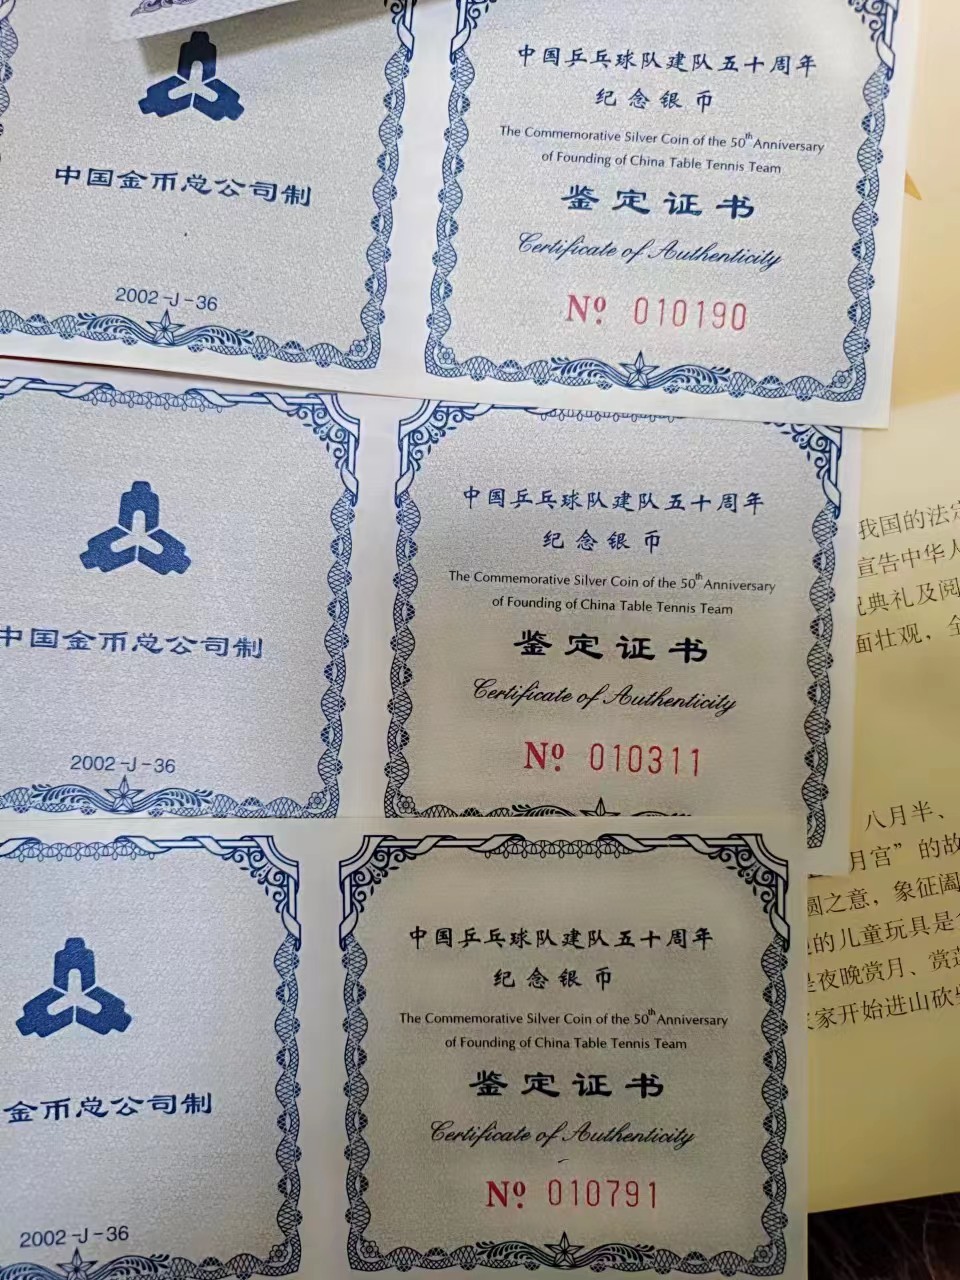 中国金币总公司制
2002-J-36
中国乒乓球队建队五十周年
纪念银币
The Commemorative Silver Coin of the 50th Anniversary
of Founding of China Table Tennis Team
鉴定证书
Certificate of Authenticity
Nº 010190
中国金币总公司制
2002-J-36
中国乒乓球队建队五十周年
纪念银币
The Commemorative Silver Coin of the 50th Anniversary
of Founding of China Table Tennis Team
鉴定证书
Certificate of Authenticity
Nº 010311
金币总公司制
2002-J-36
中国乒乓球队建队五十周年
纪念银币
The Commemorative Silver Coin of the 50th Anniversary
of Founding of China Table Tennis Team
鉴定证书
Certificate of Authenticity
Nº 010791
我国的法定
宣告中华人
典礼及阅
面壮观，全
八月半、
月宫”的故
圆之意，象征阖
的儿童玩具是
是夜晚赏月、赏
家开始进山砍